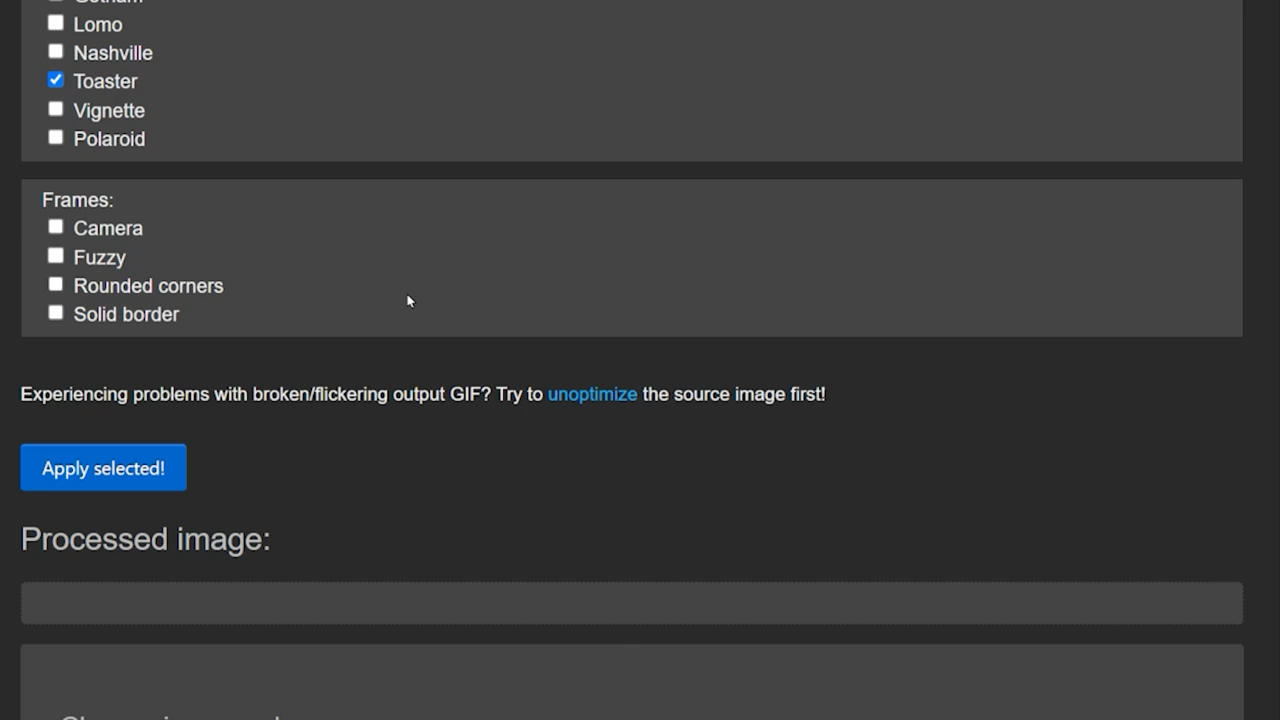 Lomo
Nashville
Toaster
Vignette
Polaroid
Frames:
Camera
Fuzzy
Rounded corners
Solid border
Experiencing problems with broken/flickering output GIF? Try to unoptimize the source image first!
Apply selected!
Processed image: